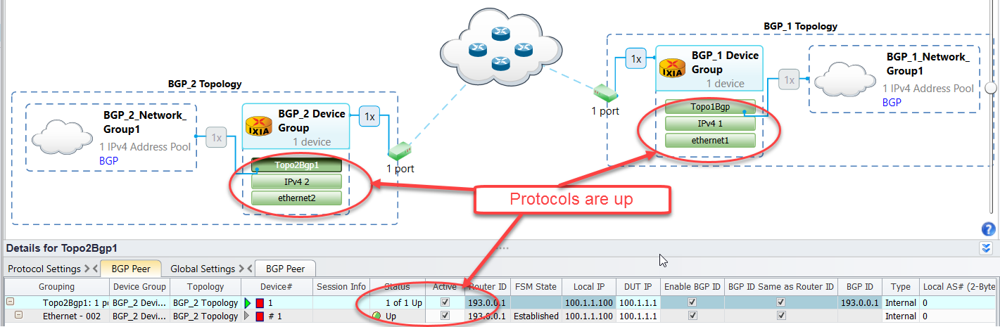 BGP_1 Topology
1x
IXIA
BGP_1 Device
Group
1 device
Topo1Bgp
IPv4 1
ethernet1
1x
BGP_1_Network_
Group1
1 IPv4 Address Pool
BGP
1 port
BGP_2 Topology
BGP_2_Network_
Group1
1 IPv4 Address Pool
BGP
1x
IXIA
BGP_2 Device
Group
1 device
Topo2Bgp1
IPv4 2
ethernet2
1x
1 port
Protocols are up
?
Details for Topo2Bgp1
Protocol Settings BGP Peer Global Settings BGP Peer
Grouping Device Group Topology Device# Session Info Status Active Router ID FSM State Local IP DUT IP Enable BGP ID BGP ID Same as Router ID BGP ID Type Local AS# (2-Byte
Topo2Bgp1: 1 po BGP_2 Devi... BGP_2 Topology 1 1 of 1 Up 193.0.0.1 100.1.1.100 100.1.1.1 193.0.0.1 Internal 0
Ethernet - 002 BGP_2 Devi... BGP_2 Topology # 1 Up 193.0.0.1 Established 100.1.1.100 100.1.1.1 Internal 0